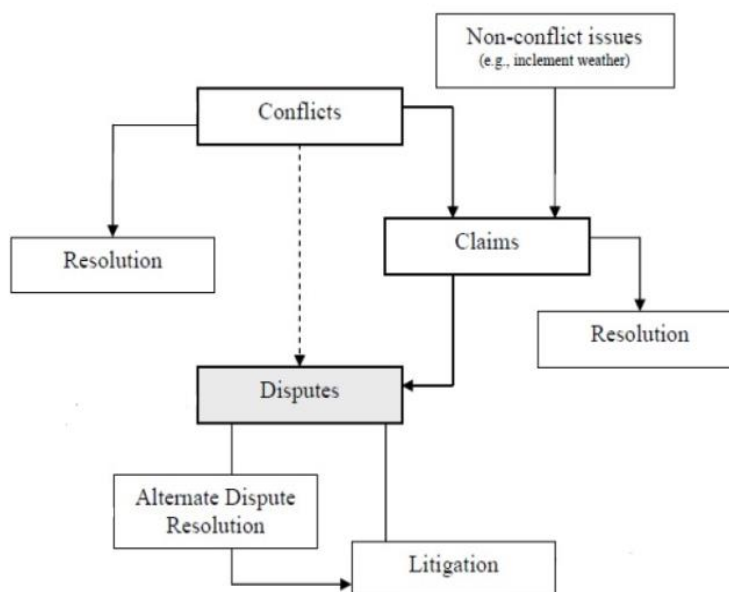 Non-conflict issues
(e.g., inclement weather)
Conflicts
Claims
Resolution
Resolution
Disputes
Alternate Dispute
Resolution
Litigation